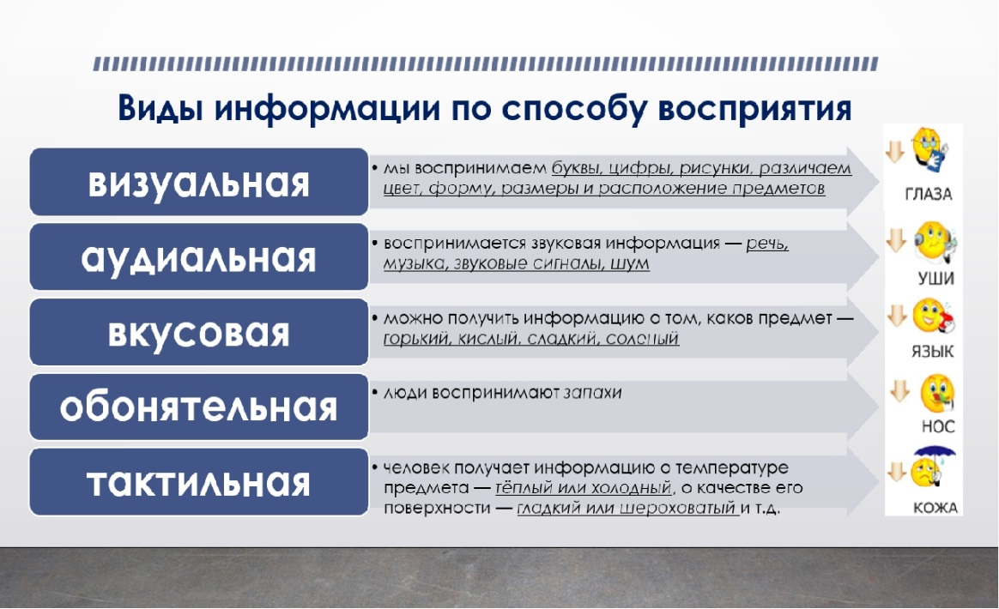 Виды информации по способу восприятия
визуальная
• мы воспринимаем буквы, цифры, рисунки, различаем
цвет, форму, размеры и расположение предметов
ГЛАЗА
аудиальная
• воспринимается звуковая информация — речь,
музыка, звуковые сигналы, шум
УШИ
вкусовая
• можно получить информацию о том, каков предмет —
горький, кислый, сладкий, соленый
ЯЗЫК
обонятельная
• люди воспринимают запахи
НОС
тактильная
• человек получает информацию о температуре
предмета — тёплый или холодный, о качестве его
поверхности — гладкий или шероховатый и т.д.
КОЖА